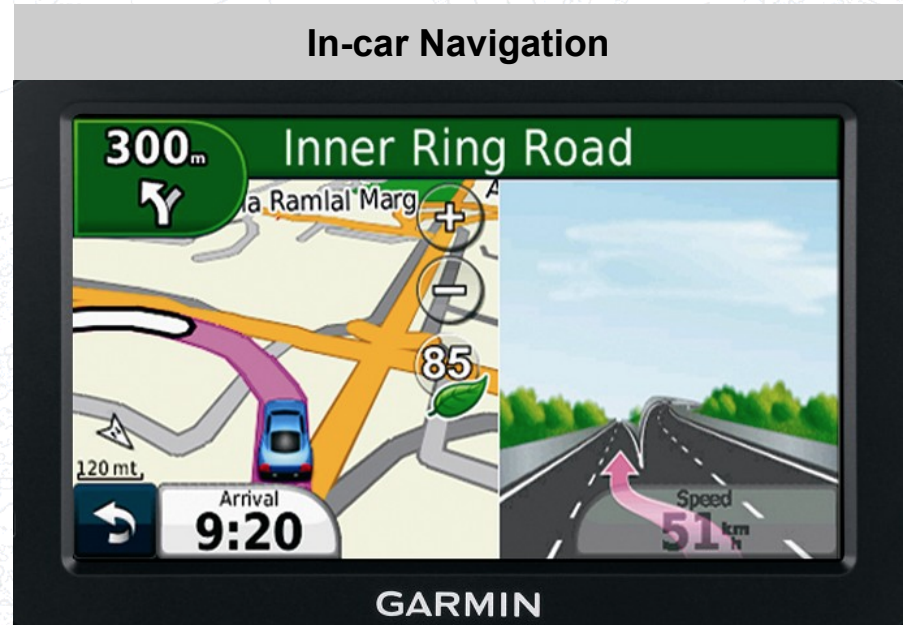 In-car Navigation
300m
Inner Ring Road
la Ramlal Marg
A
+
−
85
120 mt.
Arrival
9:20
Speed
51 km
h
GARMIN